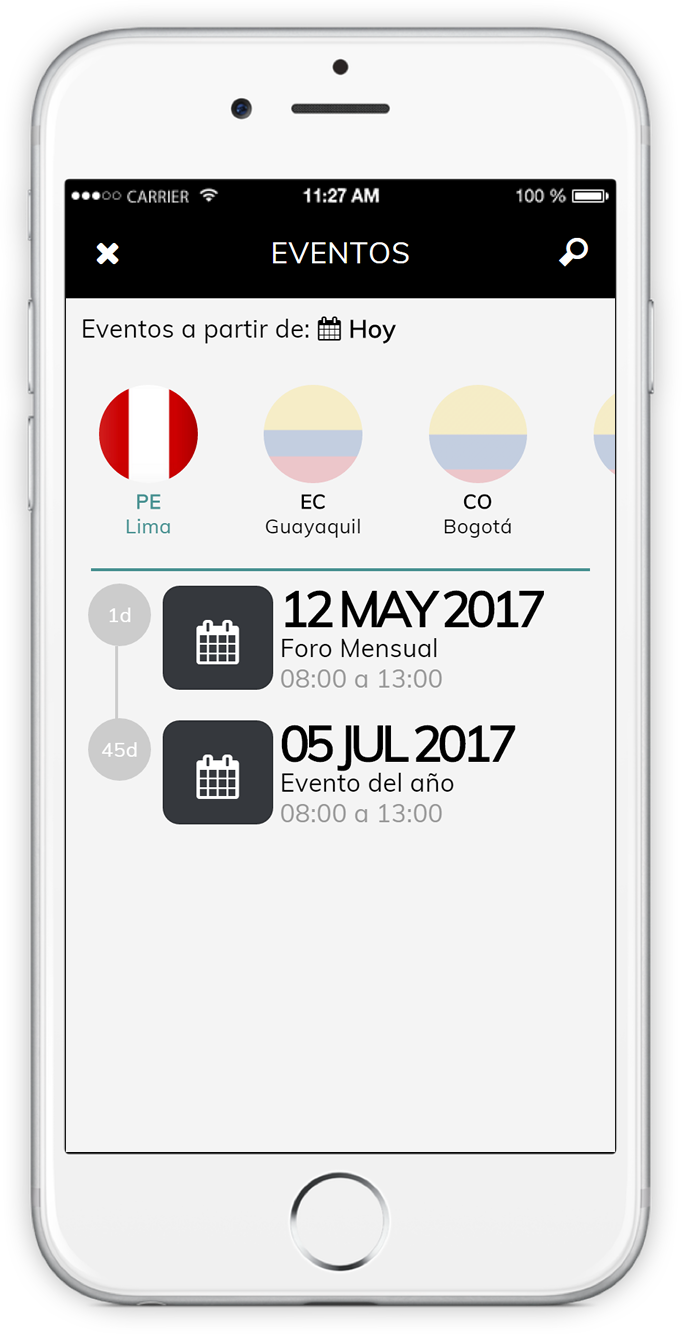 CARRIER 11:27 AM 100 %
EVENTOS
Eventos a partir de: Hoy
PE EC CO
Lima Guayaquil Bogotá
1d
12 MAY 2017
Foro Mensual
08:00 a 13:00
45d
05 JUL 2017
Evento del año
08:00 a 13:00